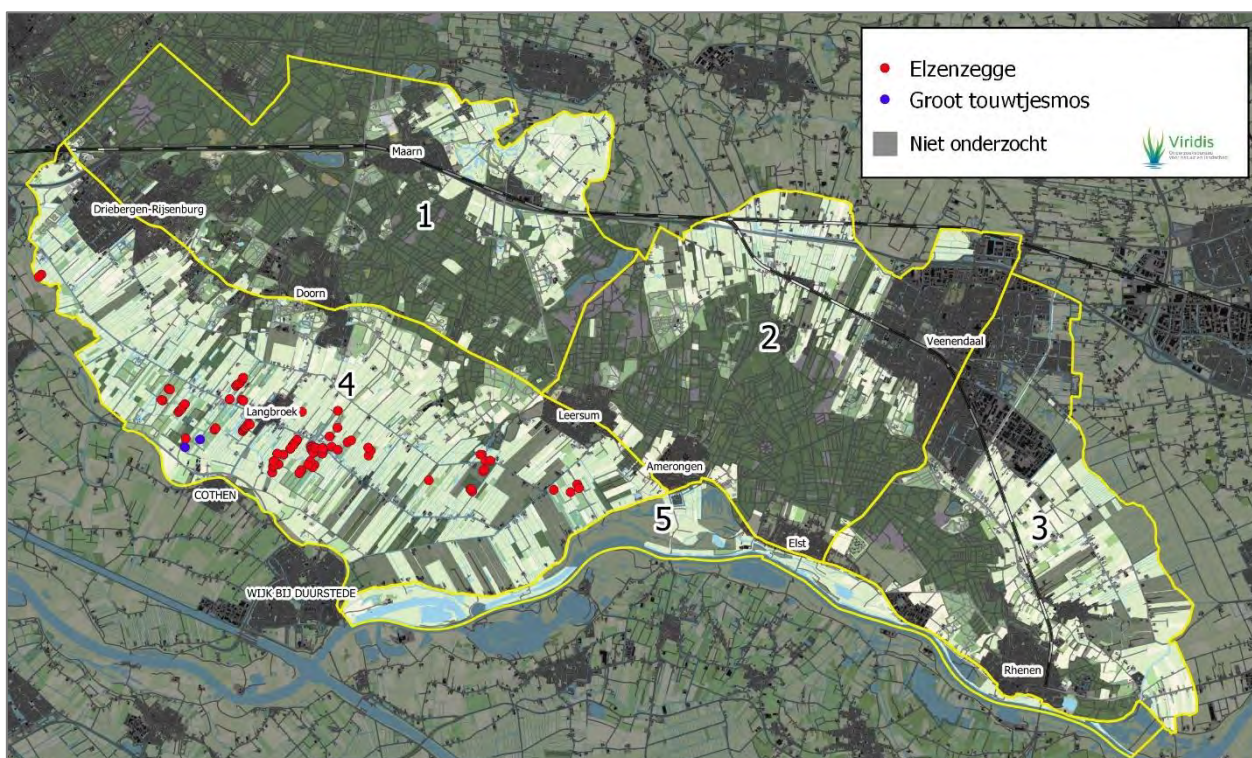 Elzenzegge
Groot touwtjesmos
Niet onderzocht
Viridis
Maarn
1
Driebergen-Rijsenburg
Doorn
2
Veenendaal
4
Langbroek
Leersum
Amerongen
COTHEN
5
3
Elst
WIJK BIJ DUURSTEDE
Rhenen